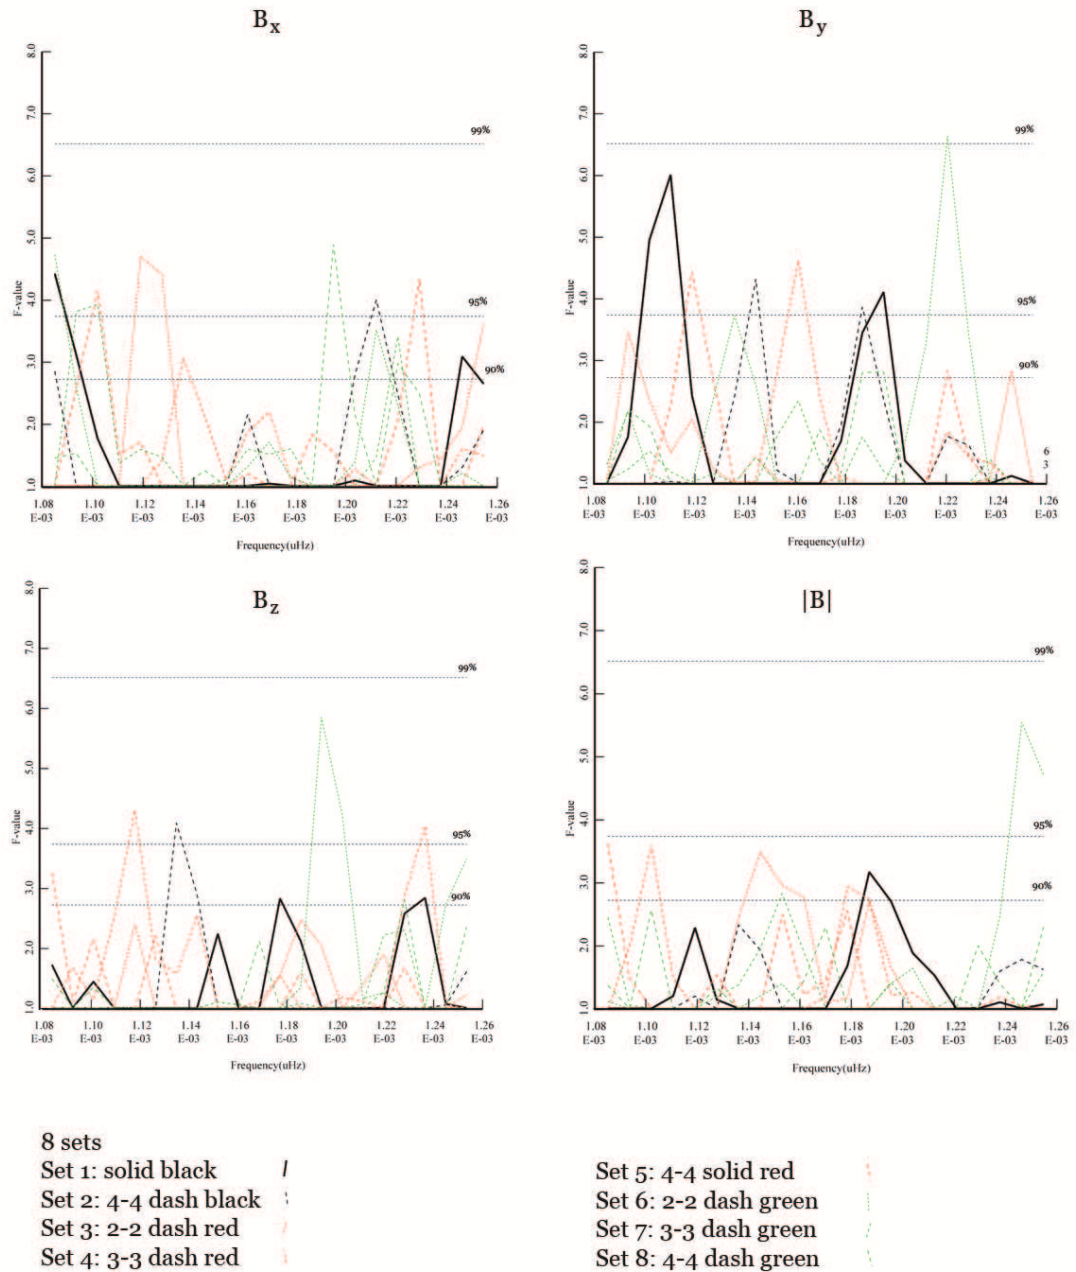 B_x
8.0
7.0
6.0
5.0
4.0
3.0
2.0
1.0
F-value
99%
95%
90%
1.08 1.10 1.12 1.14 1.16 1.18 1.20 1.22 1.24 1.26
E-03 E-03 E-03 E-03 E-03 E-03 E-03 E-03 E-03 E-03
Frequency(uHz)
B_y
8.0
7.0
6.0
5.0
4.0
3.0
2.0
1.0
F-value
99%
95%
90%
6
3
1.08 1.10 1.12 1.14 1.16 1.18 1.20 1.22 1.24 1.26
E-03 E-03 E-03 E-03 E-03 E-03 E-03 E-03 E-03 E-03
Frequency(uHz)
B_z
8.0
7.0
6.0
5.0
4.0
3.0
2.0
1.0
F-value
99%
95%
90%
1.08 1.10 1.12 1.14 1.16 1.18 1.20 1.22 1.24 1.26
E-03 E-03 E-03 E-03 E-03 E-03 E-03 E-03 E-03 E-03
Frequency(uHz)
|B|
8.0
7.0
6.0
5.0
4.0
3.0
2.0
1.0
F-value
99%
95%
90%
1.08 1.10 1.12 1.14 1.16 1.18 1.20 1.22 1.24 1.26
E-03 E-03 E-03 E-03 E-03 E-03 E-03 E-03 E-03 E-03
Frequency(uHz)
8 sets
Set 1: solid black
Set 2: 4-4 dash black
Set 3: 2-2 dash red
Set 4: 3-3 dash red
Set 5: 4-4 solid red
Set 6: 2-2 dash green
Set 7: 3-3 dash green
Set 8: 4-4 dash green